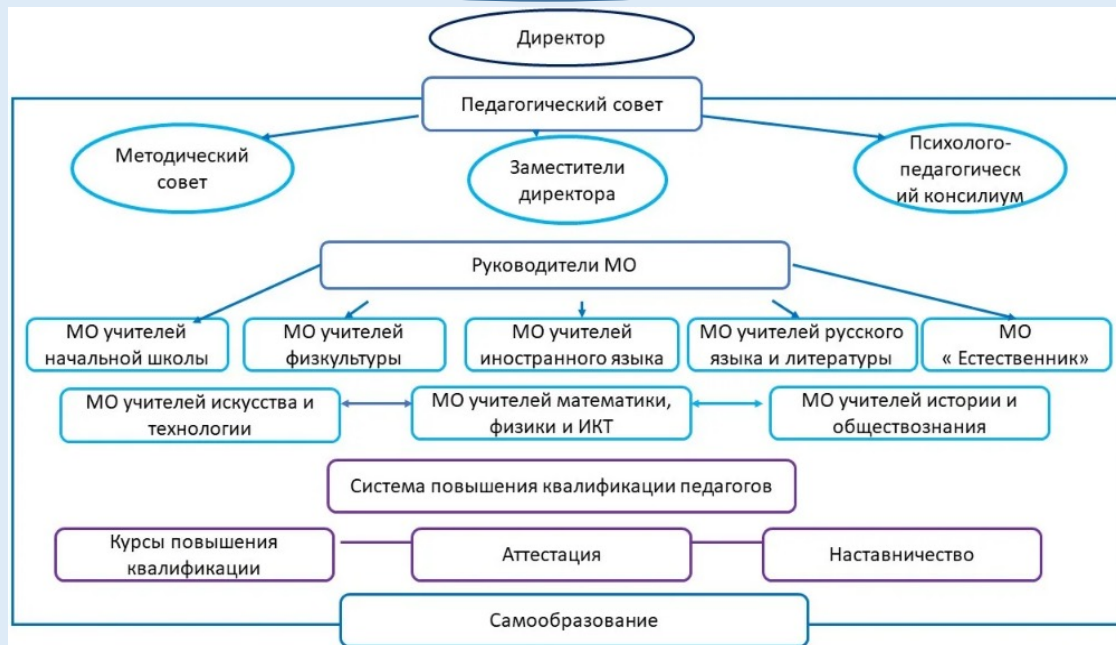 Директор
Педагогический совет
Методический
совет
Заместители
директора
Психолого-
педагогическ
ий консилиум
Руководители МО
МО учителей
начальной школы
МО учителей
физкультуры
МО учителей
иностранного языка
МО учителей русского
языка и литературы
МО
« Естественник»
МО учителей искусства и
технологии
МО учителей математики,
физики и ИКТ
МО учителей истории и
обществознания
Система повышения квалификации педагогов
Курсы повышения
квалификации
Аттестация
Наставничество
Самообразование